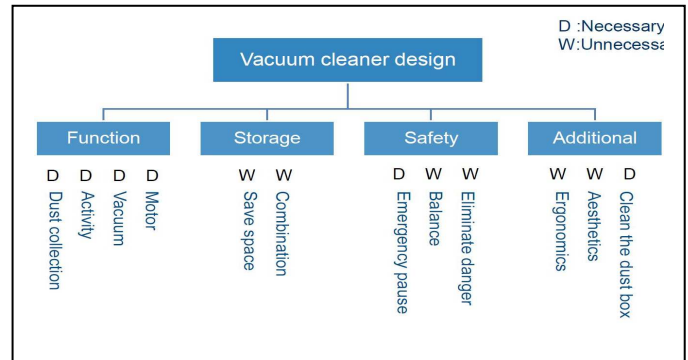 D :Necessary
W:Unnecessa
Vacuum cleaner design
Function
Storage
Safety
Additional
D D D D
W W
D W W
W W D
Dust collection
Activity
Vacuum
Motor
Save space
Combination
Emergency pause
Balance
Eliminate danger
Ergonomics
Aesthetics
Clean the dust box